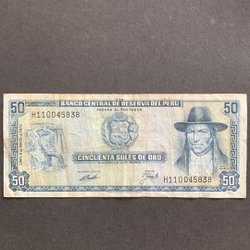 50 BANCO CENTRAL DE RESERVA DEL PERU 50
PAGARA AL PORTADOR
H110045838
CINCUENTA SOLES DE ORO
H110045838
50 50